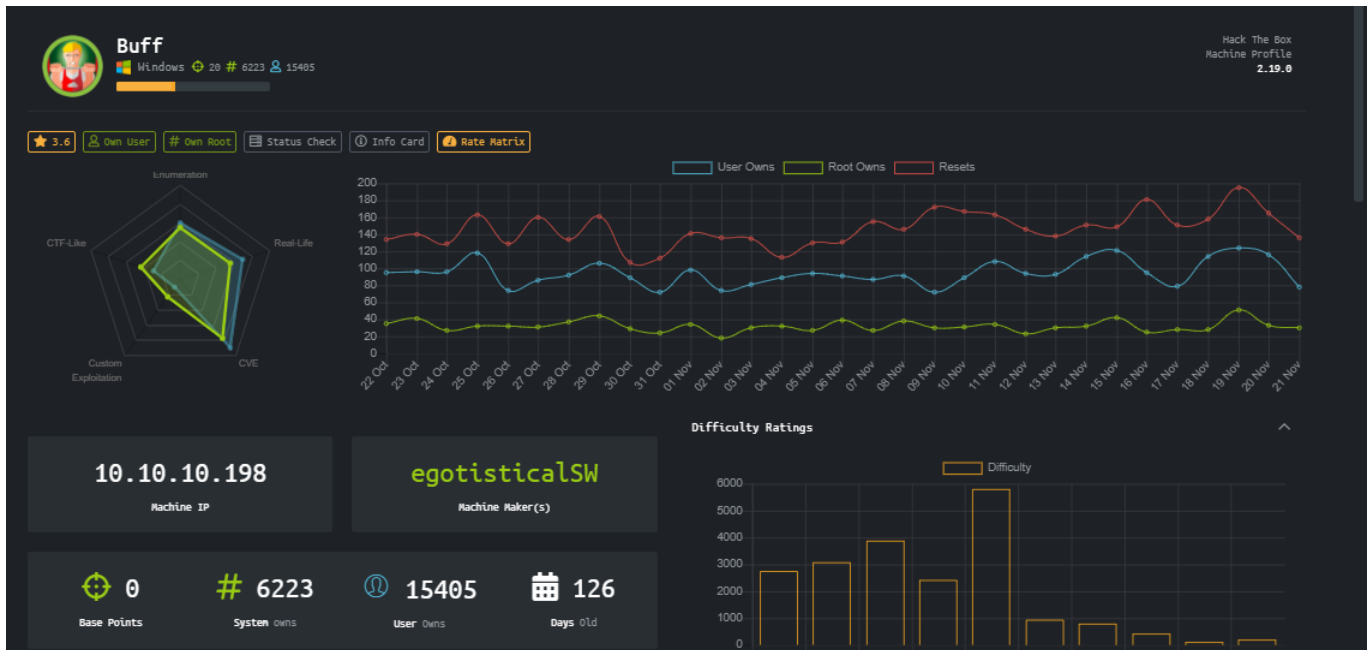 Buff
Windows 20 # 6223 15405
Hack The Box
Machine Profile
2.19.0
3.6 Own User # Own Root Status Check Info Card Rate Matrix
Enumeration
CTF-Like
Real-Life
Custom
Exploitation
CVE
User Owns Root Owns Resets
200
180
160
140
120
100
80
60
40
20
0
22 Oct 23 Oct 24 Oct 25 Oct 26 Oct 27 Oct 28 Oct 29 Oct 30 Oct 31 Oct 01 Nov 02 Nov 03 Nov 04 Nov 05 Nov 06 Nov 07 Nov 08 Nov 09 Nov 10 Nov 11 Nov 12 Nov 13 Nov 14 Nov 15 Nov 16 Nov 17 Nov 18 Nov 19 Nov 20 Nov 21 Nov
10.10.10.198
Machine IP
egotisticalSW
Machine Maker(s)
0
Base Points
# 6223
System owns
15405
User Owns
126
Days Old
Difficulty Ratings
Difficulty
6000
5000
4000
3000
2000
1000
0